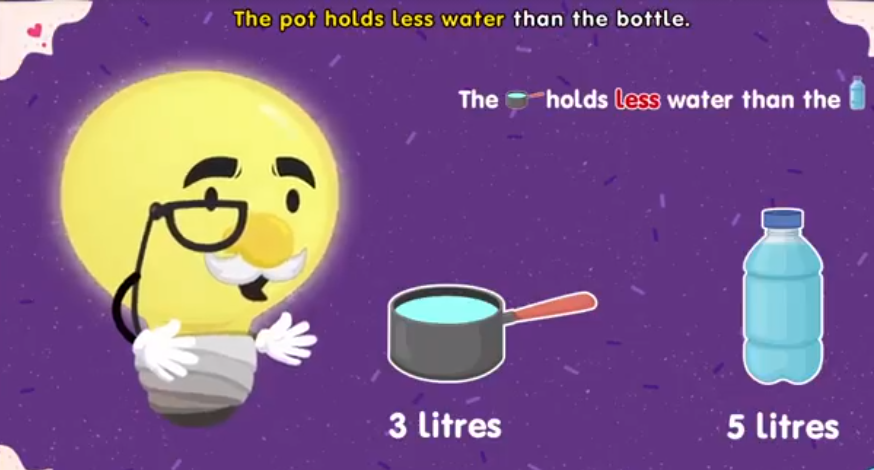 The pot holds less water than the bottle.
The holds less water than the
3 litres
5 litres